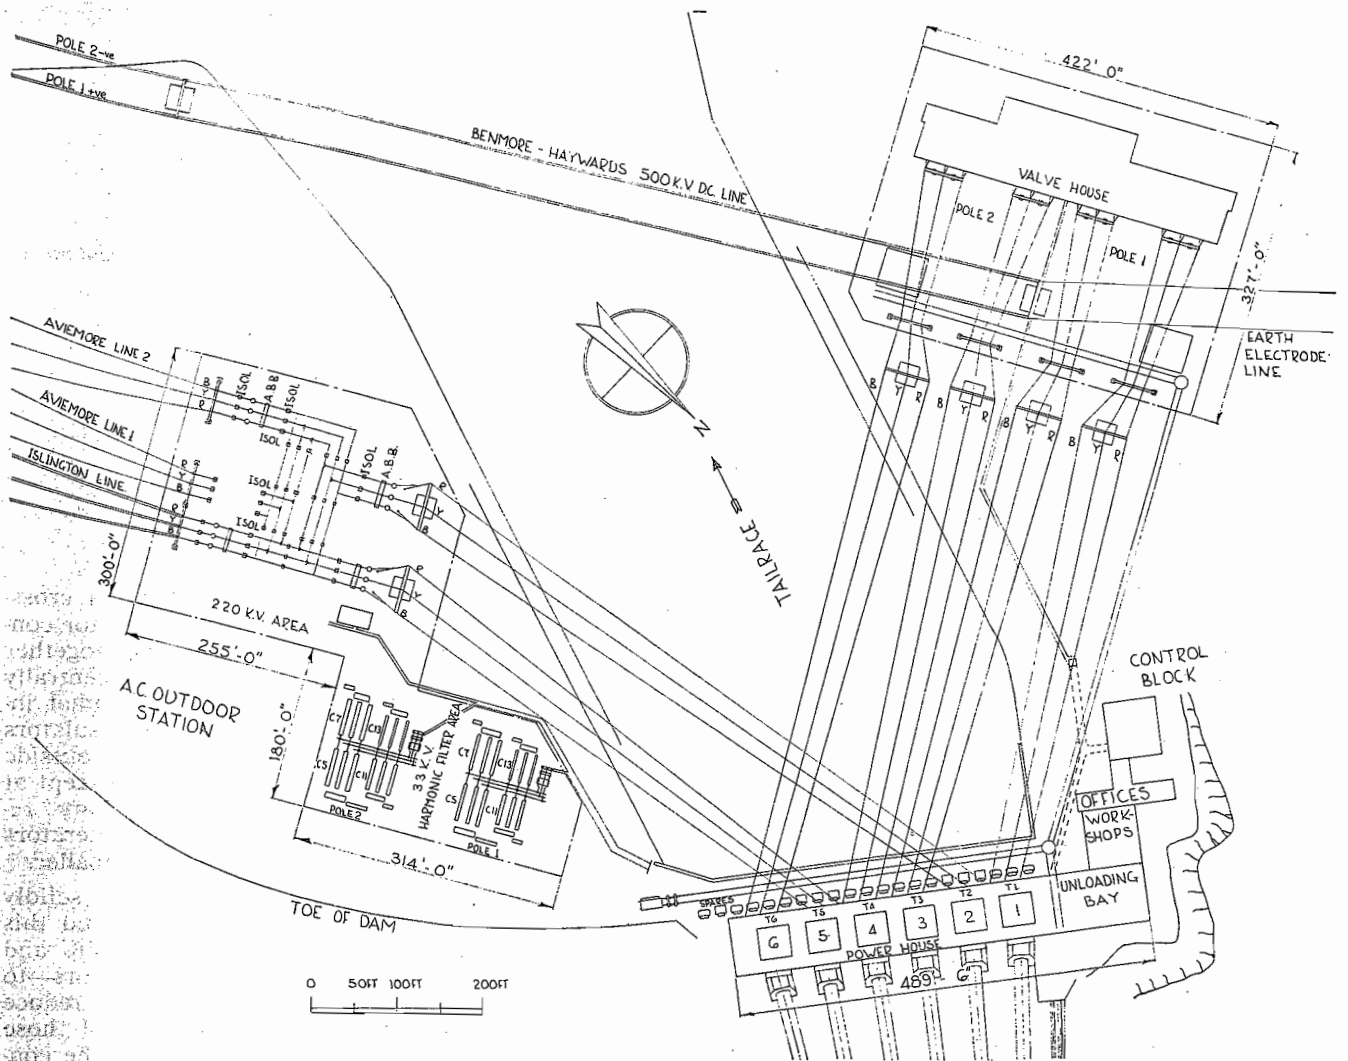 POLE 2-ve
POLE 1 +ve
BENMORE - HAYWARDS 500 K.V D.C. LINE
422' 0"
VALVE HOUSE
POLE 2
POLE 1
327'-0"
EARTH
ELECTRODE
LINE
B
Y
R
B
Y
R
B
Y
R
B
Y
R
N
TAILRACE
AVIEMORE LINE 2
AVIEMORE LINE 1
ISLINGTON LINE
B
Y
R
ISOL
A B B
ISOL
ISOL
ISOL
A.B.B.
ISOL
ISOL
R
Y
B
R
Y
B
R
Y
B
R
Y
B
300'-0"
220 K.V. AREA
255'-0"
A.C. OUTDOOR
STATION
180'-0"
C7
C13
C5
C11
POLE 2
33 K.V.
HARMONIC FILTER AREA
C7
C13
C5
C11
POLE 1
314'-0"
TOE OF DAM
0 50FT 100FT 200FT
CONTROL
BLOCK
OFFICES
WORK-
SHOPS
UNLOADING
BAY
SPARES
T6 T5 T4 T3 T2 T1
6 5 4 3 2 1
POWER HOUSE
489'- 6"